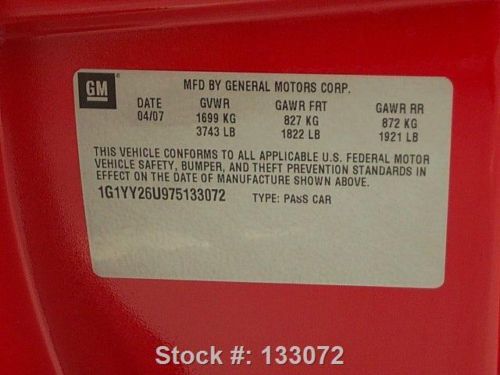 GM MFD BY GENERAL MOTORS CORP.
DATE GVWR GAWR FRT GAWR RR
04/07 1699 KG 827 KG 872 KG
3743 LB 1822 LB 1921 LB
THIS VEHICLE CONFORMS TO ALL APPLICABLE U.S. FEDERAL MOTOR
VEHICLE SAFETY, BUMPER, AND THEFT PREVENTION STANDARDS
IN EFFECT ON THE DATE OF MANUFACTURE SHOWN ABOVE.
1G1YY26U975133072 TYPE: PASS CAR
Stock #: 133072